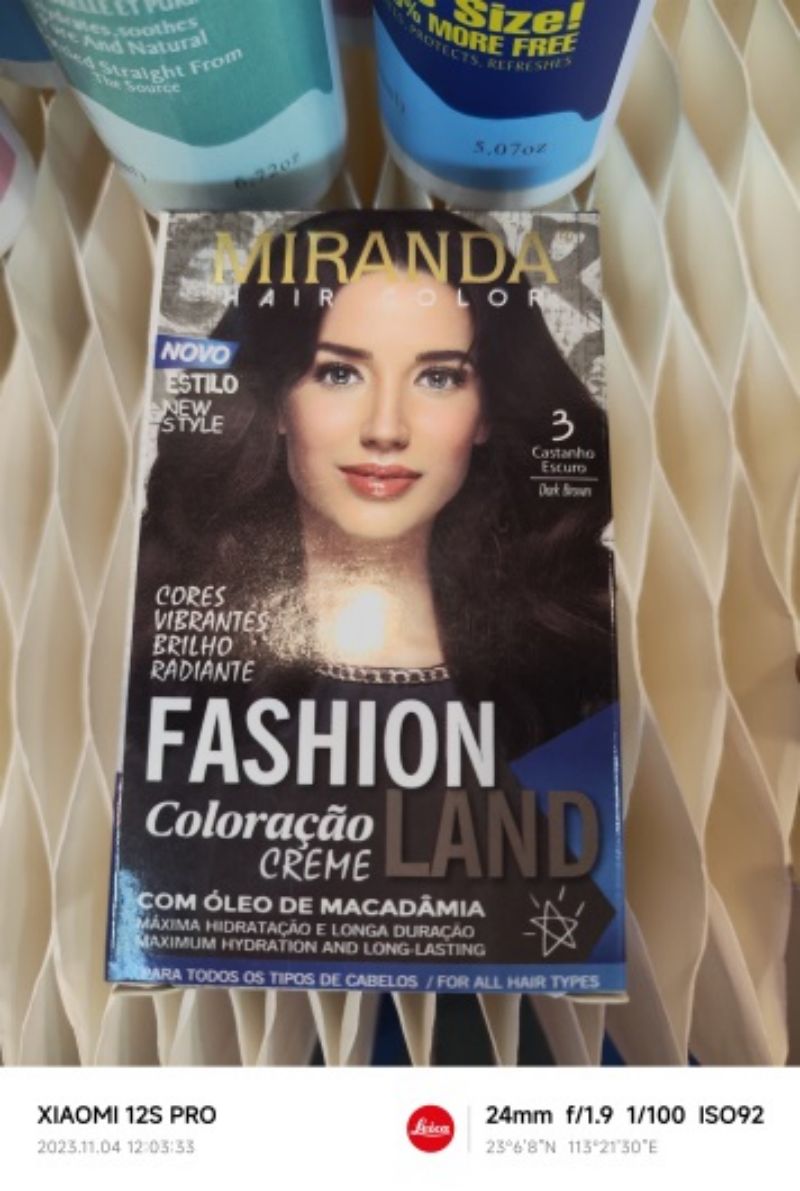 Size!
% MORE FREE
PROTECTS, REFRESHES
5.07oz
And Natural
Straight From
The Source
MIRANDA
HAIR COLOR
NOVO
ESTILO
NEW
STYLE
3
Castanho
Escuro
Dark Brown
CORES
VIBRANTES
BRILHO
RADIANTE
FASHION
LAND
Coloração
CREME
COM ÓLEO DE MACADÂMIA
MÁXIMA HIDRATAÇÃO E LONGA DURAÇÃO
MAXIMUM HYDRATION AND LONG-LASTING
PARA TODOS OS TIPOS DE CABELOS / FOR ALL HAIR TYPES
XIAOMI 12S PRO
2023.11.04 12:03:33
Leica
24mm f/1.9 1/100 ISO92
23°6'8"N 113°21'30"E